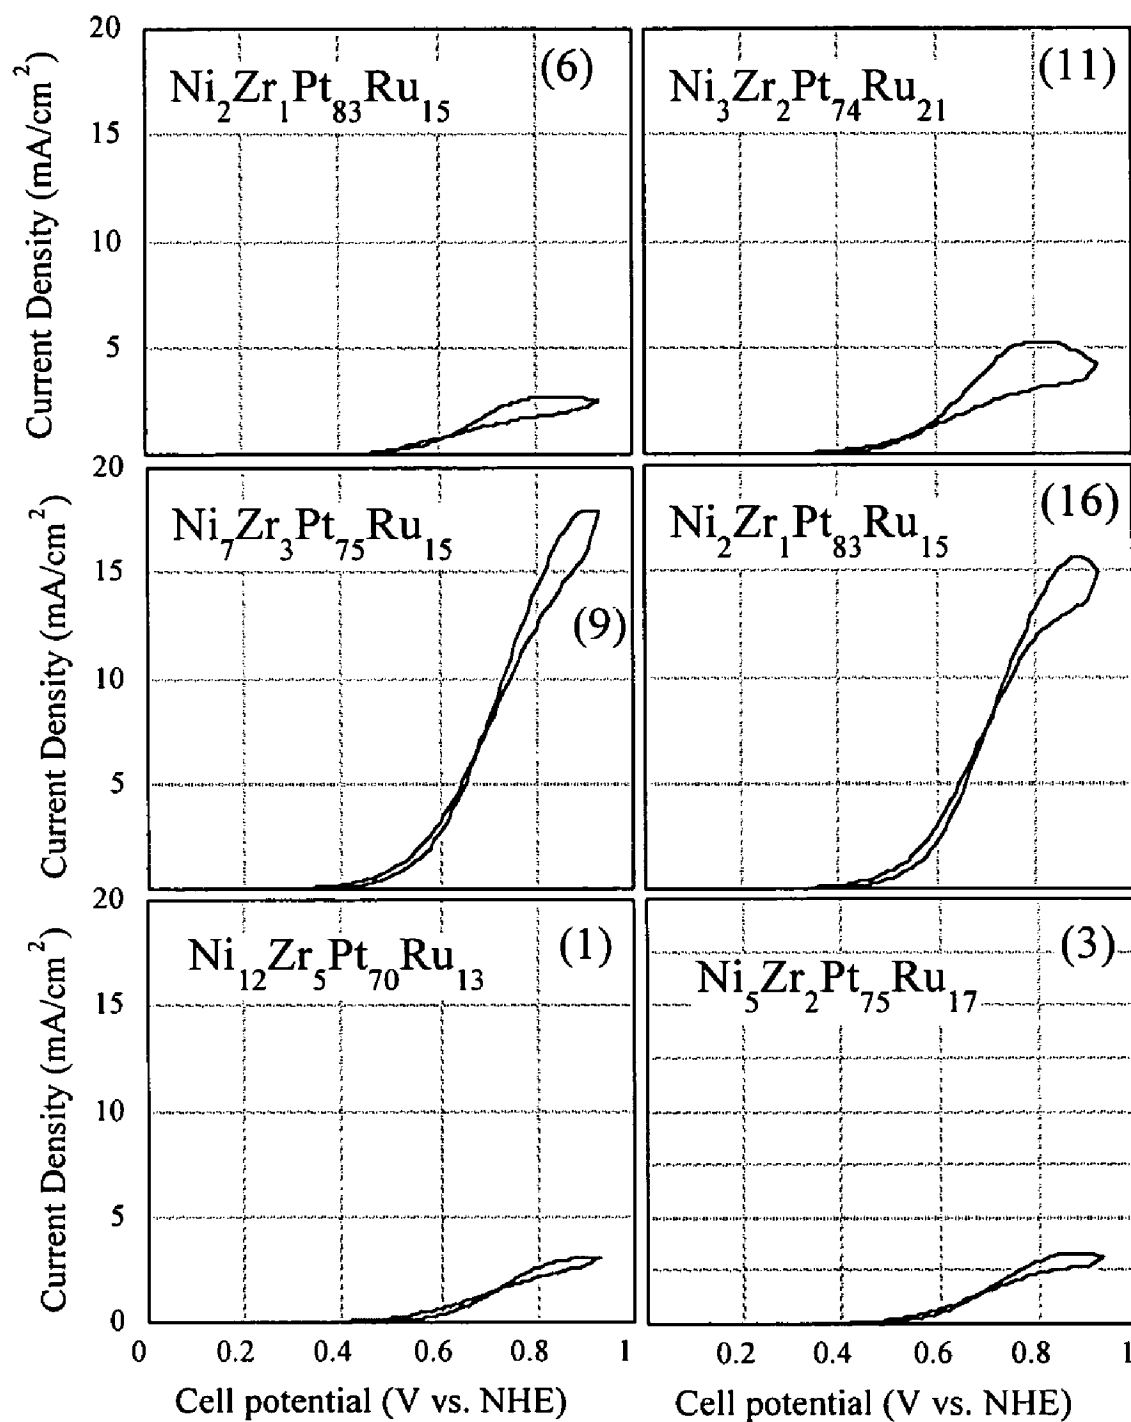 20
15
10
5
Current Density (mA/cm²)
Ni₂Zr₁Pt₈₃Ru₁₅
(6)
Ni₃Zr₂Pt₇₄Ru₂₁
(11)
20
15
10
5
Current Density (mA/cm²)
Ni₇Zr₃Pt₇₅Ru₁₅
(9)
Ni₂Zr₁Pt₈₃Ru₁₅
(16)
20
15
10
5
0
Current Density (mA/cm²)
Ni₁₂Zr₅Pt₇₀Ru₁₃
(1)
Ni₅Zr₂Pt₇₅Ru₁₇
(3)
0 0.2 0.4 0.6 0.8 1
0.2 0.4 0.6 0.8 1
Cell potential (V vs. NHE)
Cell potential (V vs. NHE)